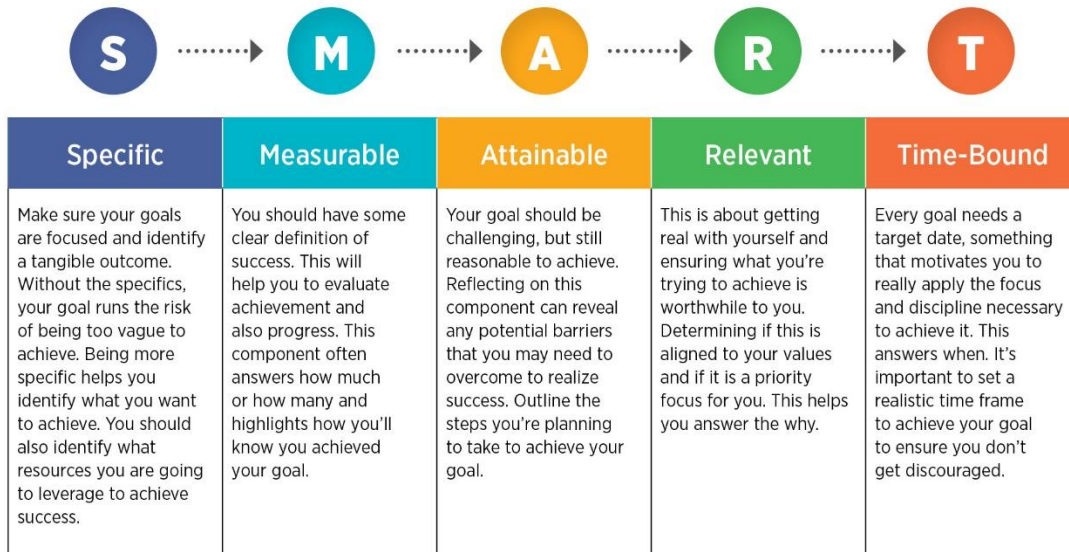 S
M
A
R
T
Specific
Make sure your goals
are focused and identify
a tangible outcome.
Without the specifics,
your goal runs the risk
of being too vague to
achieve. Being more
specific helps you
identify what you want
to achieve. You should
also identify what
resources you are going
to leverage to achieve
success.
Measurable
You should have some
clear definition of
success. This will
help you to evaluate
achievement and
also progress. This
component often
answers how much
or how many and
highlights how you'll
know you achieved
your goal.
Attainable
Your goal should be
challenging, but still
reasonable to achieve.
Reflecting on this
component can reveal
any potential barriers
that you may need to
overcome to realize
success. Outline the
steps you're planning
to take to achieve your
goal.
Relevant
This is about getting
real with yourself and
ensuring what you're
trying to achieve is
worthwhile to you.
Determining if this is
aligned to your values
and if it is a priority
focus for you. This helps
you answer the why.
Time-Bound
Every goal needs a
target date, something
that motivates you to
really apply the focus
and discipline necessary
to achieve it. This
answers when. It's
important to set a
realistic time frame
to achieve your goal
to ensure you don't
get discouraged.